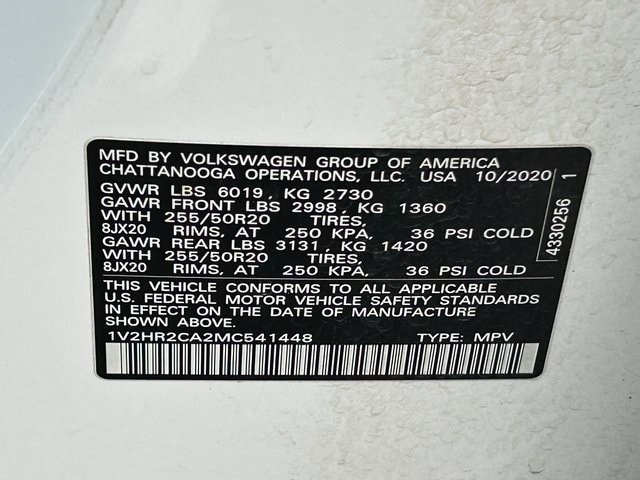 MFD BY VOLKSWAGEN GROUP OF AMERICA
CHATTANOOGA OPERATIONS, LLC. USA 10/2020
GVWR LBS 6019, KG 2730
GAWR FRONT LBS 2998, KG 1360
WITH 255/50R20 TIRES,
8JX20 RIMS, AT 250 KPA, 36 PSI COLD
GAWR REAR LBS 3131, KG 1420
WITH 255/50R20 TIRES,
8JX20 RIMS, AT 250 KPA, 36 PSI COLD
THIS VEHICLE CONFORMS TO ALL APPLICABLE
U.S. FEDERAL MOTOR VEHICLE SAFETY STANDARDS
IN EFFECT ON THE DATE OF MANUFACTURE
SHOWN ABOVE.
1V2HR2CA2MC541448 TYPE: MPV
4330256 1